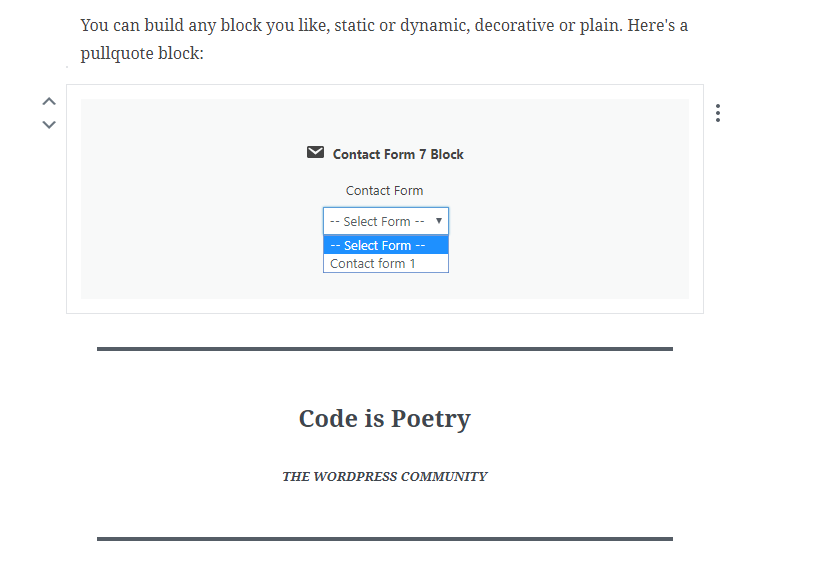 You can build any block you like, static or dynamic, decorative or plain. Here's a
pullquote block:
Contact Form 7 Block
Contact Form
-- Select Form --
-- Select Form --
Contact form 1
Code is Poetry
THE WORDPRESS COMMUNITY